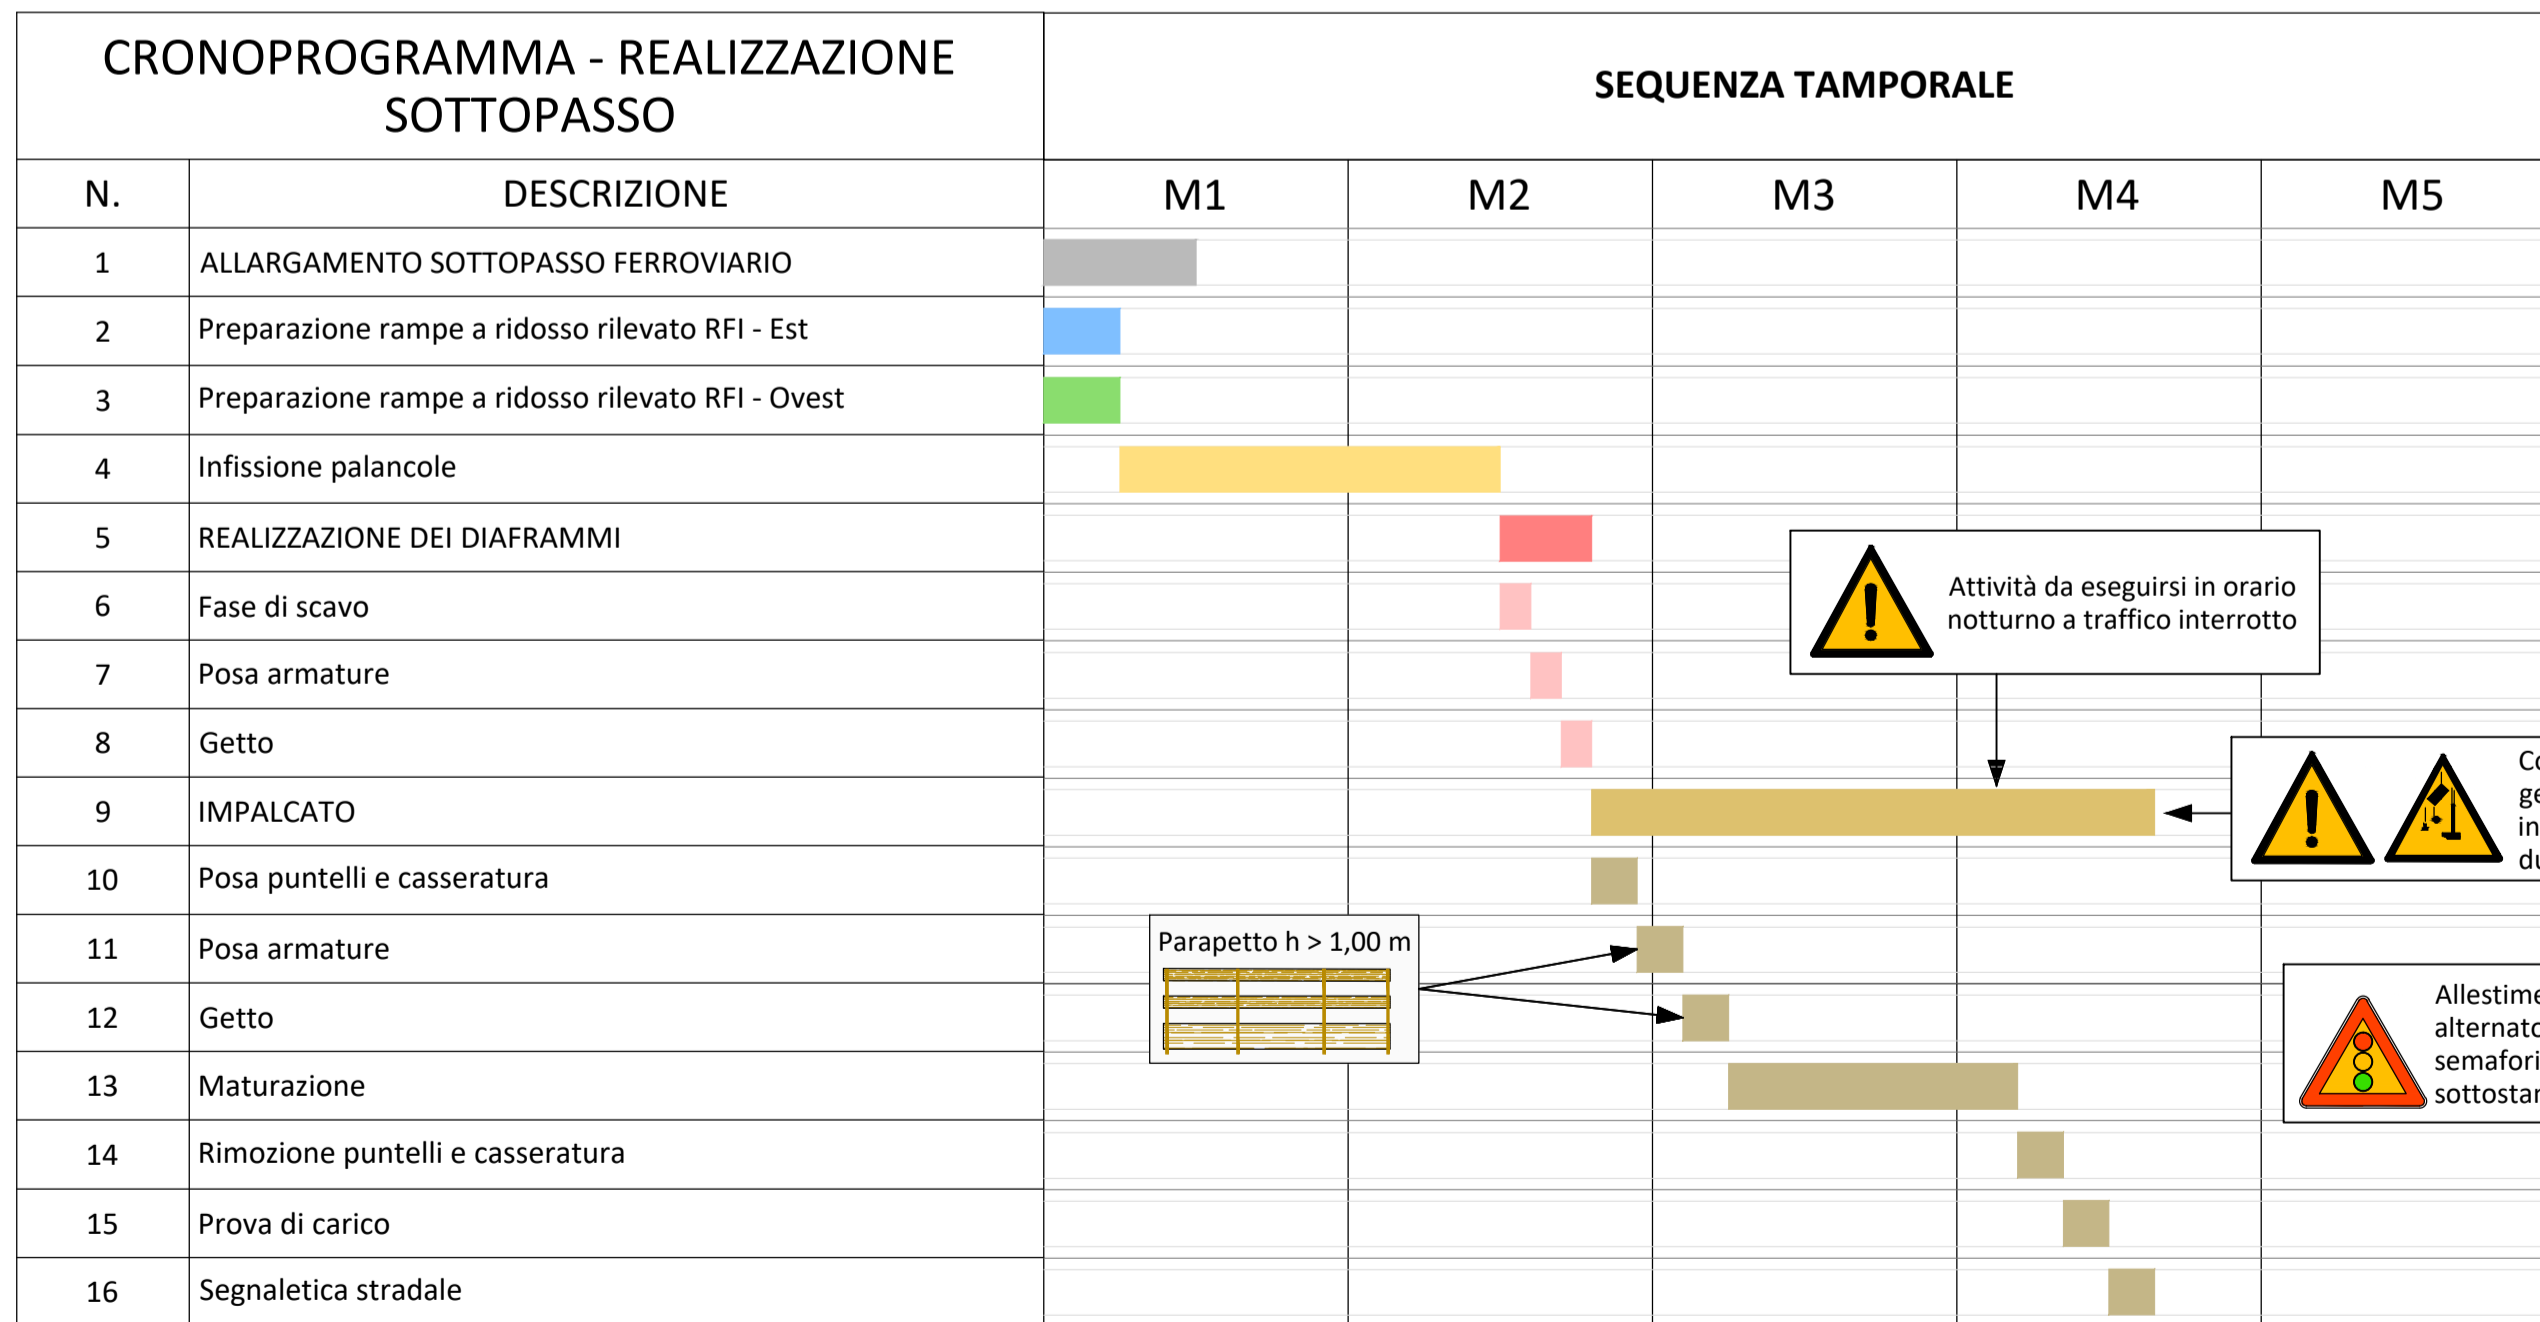 CRONOPROGRAMMA - REALIZZAZIONE
SOTTOPASSO
SEQUENZA TAMPORALE
N. DESCRIZIONE M1 M2 M3 M4 M5
1 ALLARGAMENTO SOTTOPASSO FERROVIARIO
2 Preparazione rampe a ridosso rilevato RFI - Est
3 Preparazione rampe a ridosso rilevato RFI - Ovest
4 Infissione palancole
5 REALIZZAZIONE DEI DIAFRAMMI
6 Fase di scavo
Attività da eseguirsi in orario
notturno a traffico interrotto
7 Posa armature
8 Getto
9 IMPALCATO
10 Posa puntelli e casseratura
11 Posa armature
Parapetto h > 1,00 m
12 Getto
13 Maturazione
14 Rimozione puntelli e casseratura
15 Prova di carico
16 Segnaletica stradale